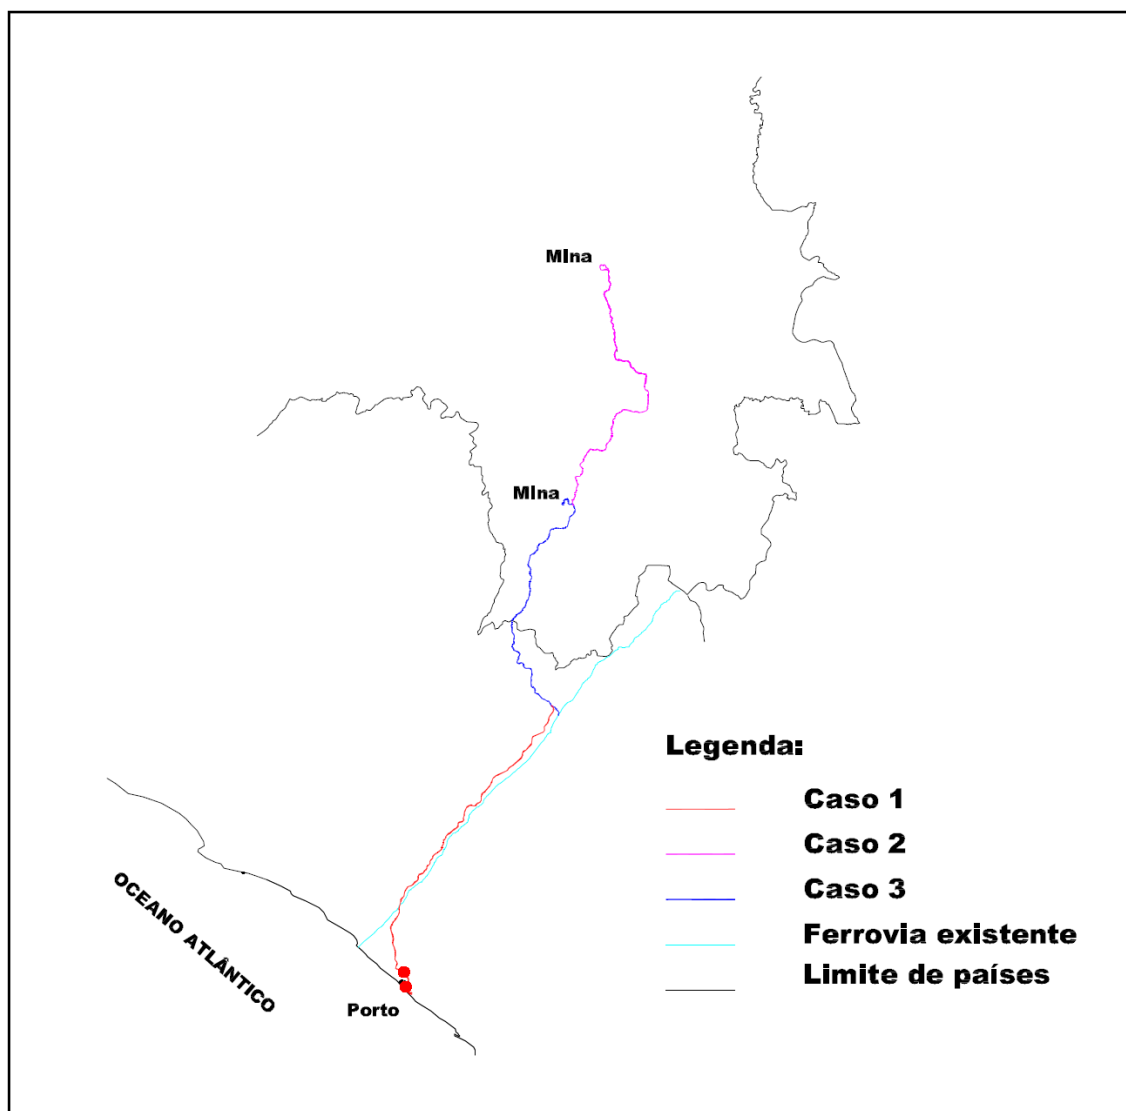 MIna
MIna
Legenda:
Caso 1
Caso 2
Caso 3
Ferrovia existente
Limite de países
OCEANO ATLÂNTICO
Porto